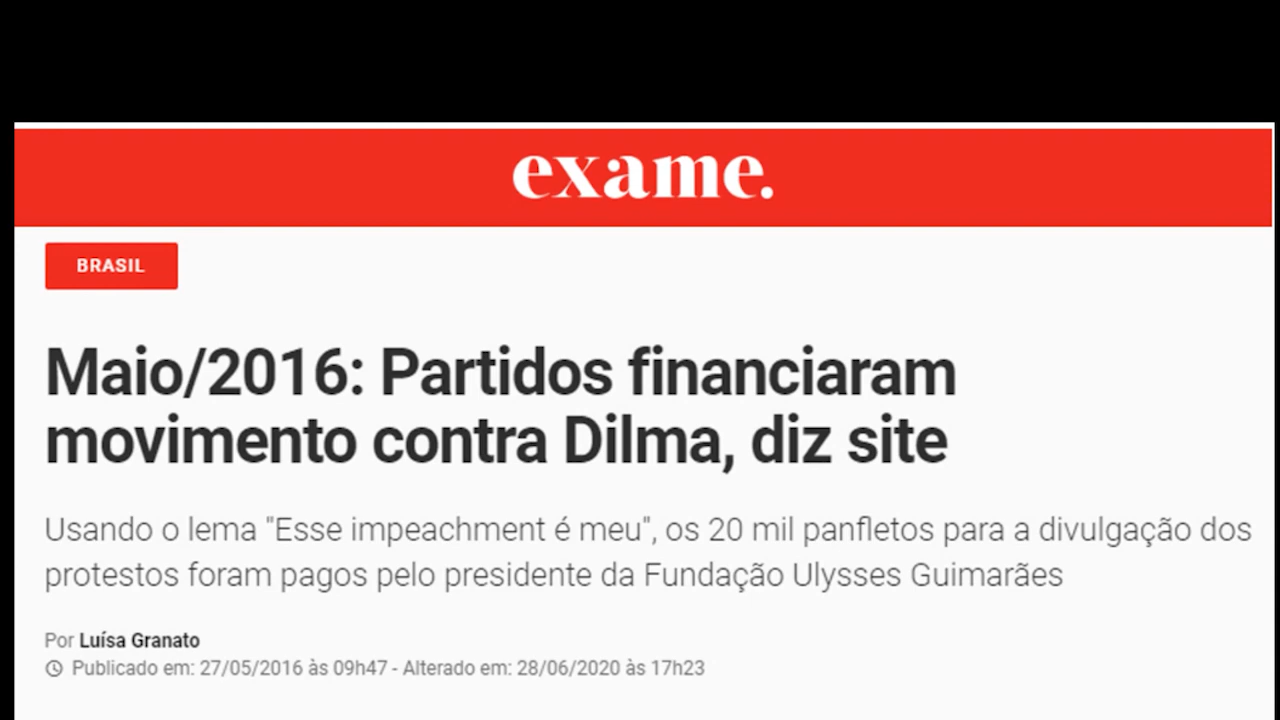 exame.
BRASIL
Maio/2016: Partidos financiaram
movimento contra Dilma, diz site
Usando o lema "Esse impeachment é meu", os 20 mil panfletos para a divulgação dos
protestos foram pagos pelo presidente da Fundação Ulysses Guimarães
Por Luísa Granato
Publicado em: 27/05/2016 às 09h47 - Alterado em: 28/06/2020 às 17h23